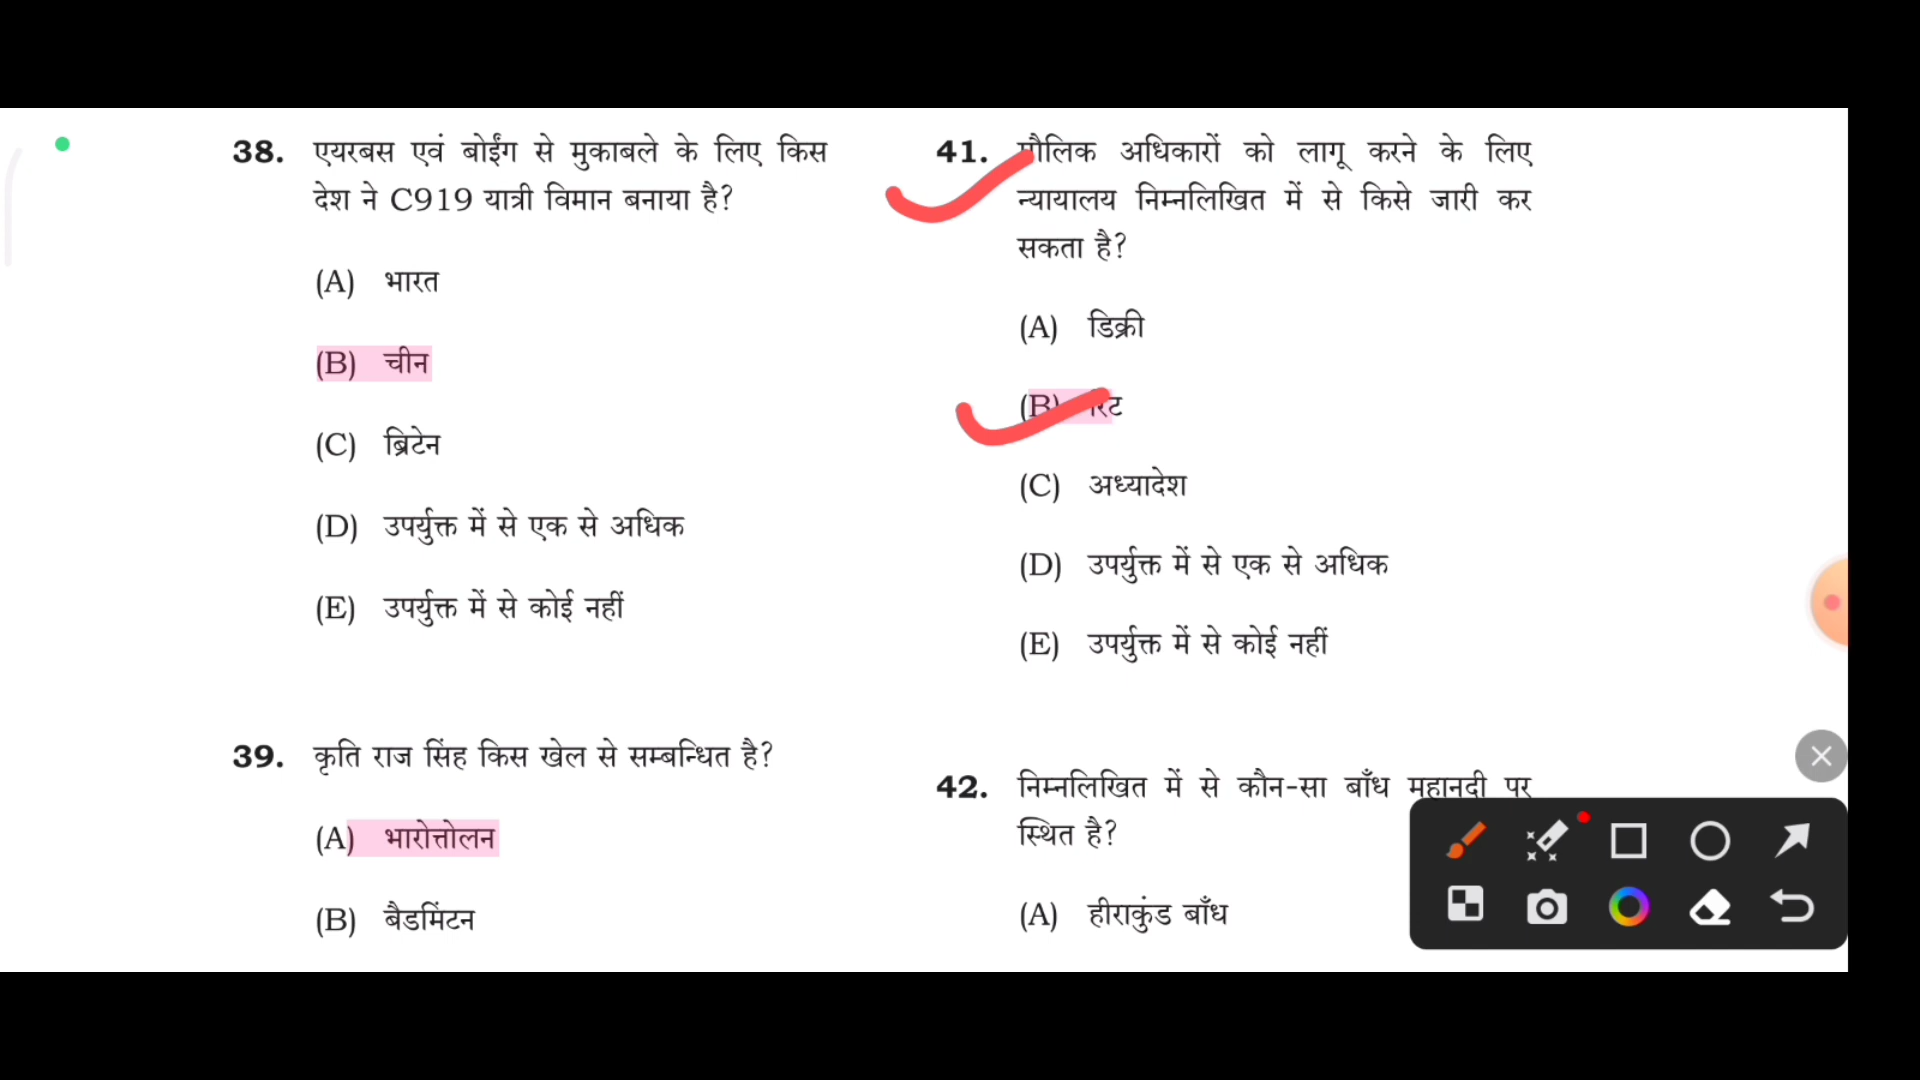 38. एयरबस एवं बोईंग से मुकाबले के लिए किस
देश ने C919 यात्री विमान बनाया है?
(A) भारत
(B) चीन
(C) ब्रिटेन
(D) उपर्युक्त में से एक से अधिक
(E) उपर्युक्त में से कोई नहीं
39. कृति राज सिंह किस खेल से सम्बन्धित है?
(A) भारोत्तोलन
(B) बैडमिंटन
41. मौलिक अधिकारों को लागू करने के लिए
न्यायालय निम्नलिखित में से किसे जारी कर
सकता है?
(A) डिक्री
(B) रिट
(C) अध्यादेश
(D) उपर्युक्त में से एक से अधिक
(E) उपर्युक्त में से कोई नहीं
42. निम्नलिखित में से कौन-सा बाँध महानदी पर
स्थित है?
(A) हीराकुंड बाँध